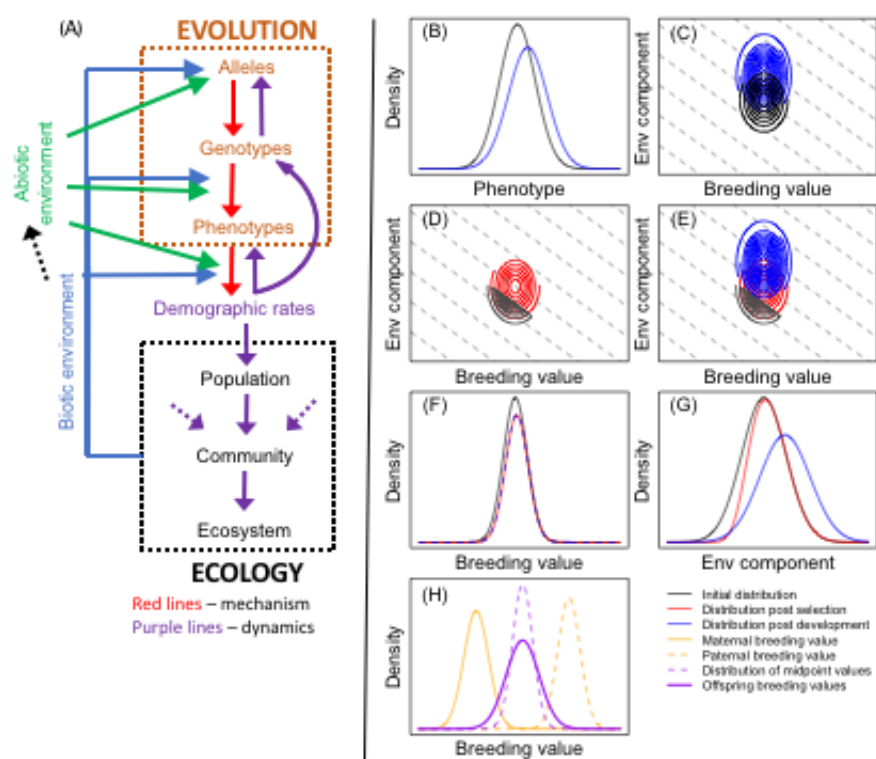 (A)
EVOLUTION
Alleles
Genotypes
Phenotypes
Abiotic
environment
Biotic environment
Demographic rates
Population
Community
Ecosystem
ECOLOGY
Red lines – mechanism
Purple lines – dynamics
(B)
Density
Phenotype
(C)
Env component
Breeding value
(D)
Env component
Breeding value
(E)
Env component
Breeding value
(F)
Density
Breeding value
(G)
Density
Env component
(H)
Density
Breeding value
Initial distribution
Distribution post selection
Distribution post development
Maternal breeding value
Paternal breeding value
Distribution of midpoint values
Offspring breeding values